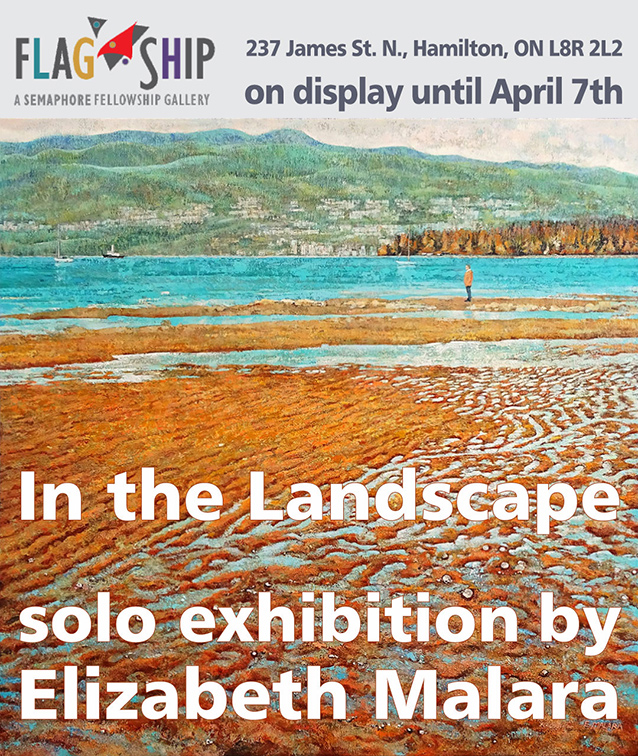 FLAGSHIP
A SEMAPHORE FELLOWSHIP GALLERY
237 James St. N., Hamilton, ON L8R 2L2
on display until April 7th
In the Landscape
solo exhibition by
Elizabeth Malara